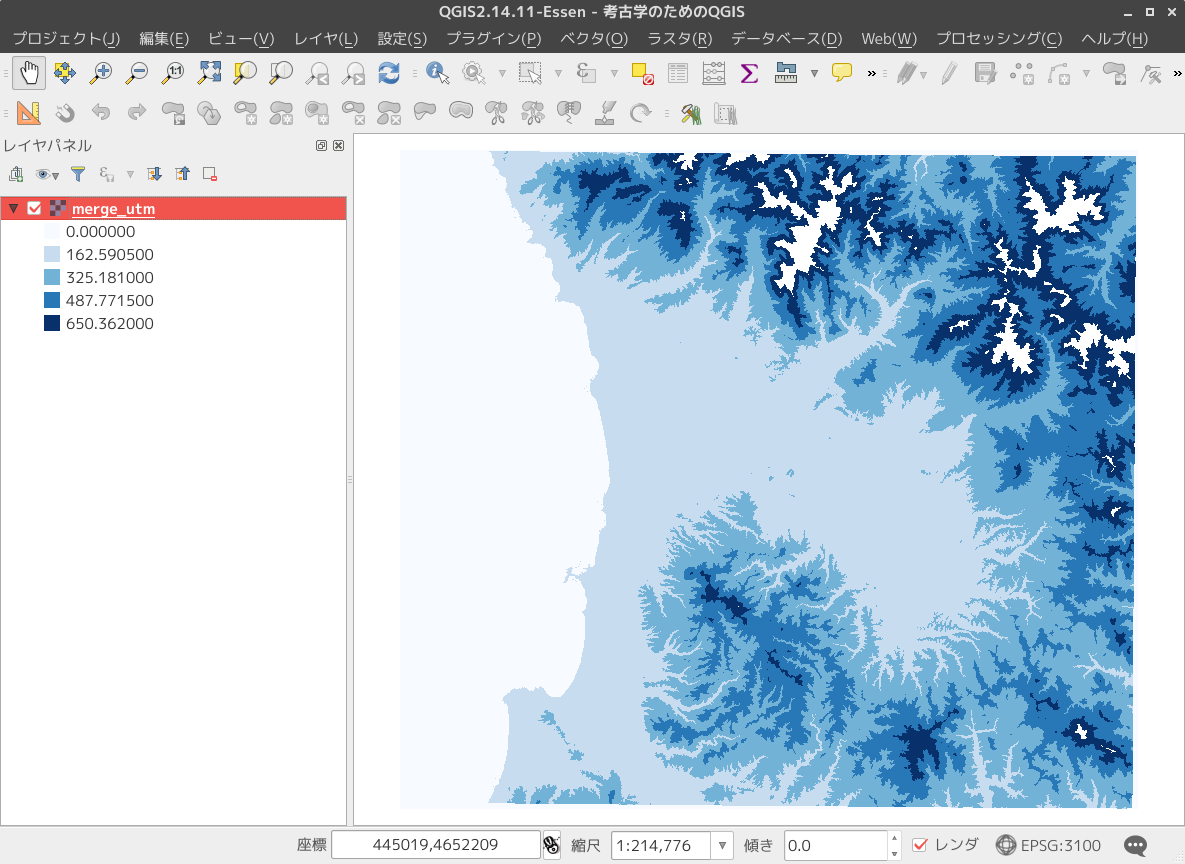 QGIS2.14.11-Essen - 考古学のためのQGIS
プロジェクト(J) 編集(E) ビュー(V) レイヤ(L) 設定(S) プラグイン(P) ベクタ(O) ラスタ(R) データベース(D) Web(W) プロセッシング(C) ヘルプ(H)
1:1
レイヤパネル
merge_utm
0.000000
162.590500
325.181000
487.771500
650.362000
座標 445019,4652209 縮尺 1:214,776 傾き 0.0 レンダ EPSG:3100